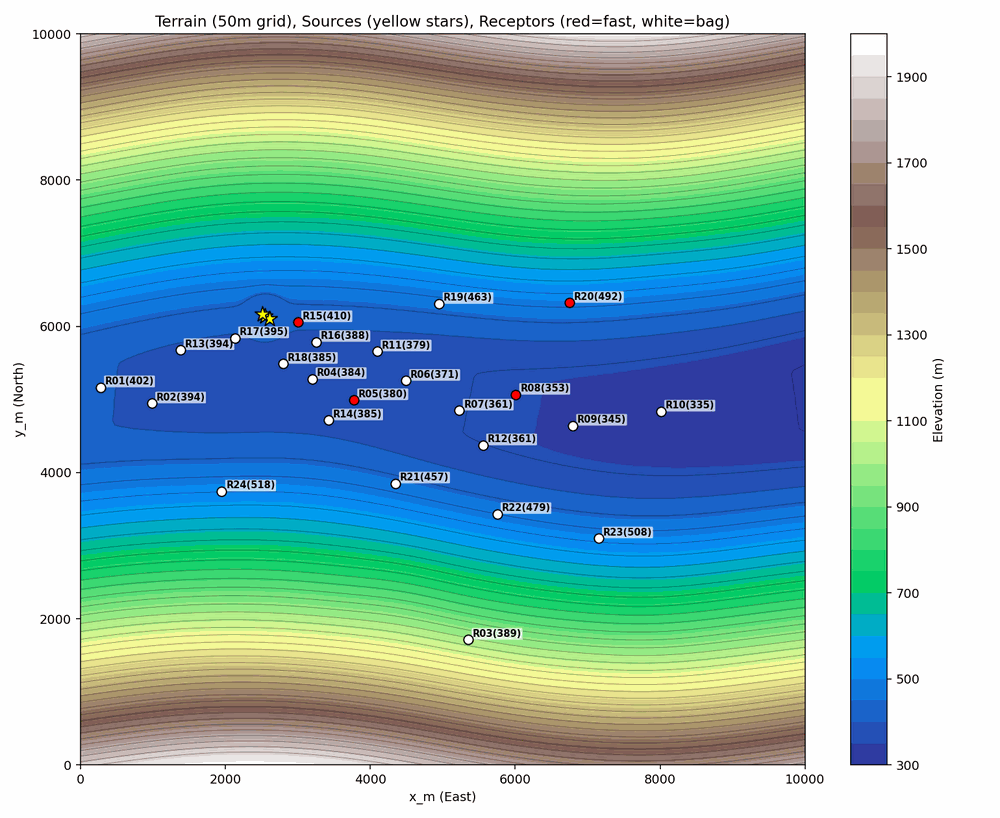 Terrain (50m grid), Sources (yellow stars), Receptors (red=fast, white=bag)
10000
8000
6000
4000
2000
0
y_m (North)
R19(463)
R20(492)
R15(410)
R17(395)
R16(388)
R13(394)
R11(379)
R18(385)
R04(384)
R06(371)
R01(402)
R08(353)
R05(380)
R02(394)
R07(361)
R10(335)
R14(385)
R09(345)
R12(361)
R21(457)
R24(518)
R22(479)
R23(508)
R03(389)
0
2000
4000
6000
8000
10000
x_m (East)
1900
1700
1500
1300
1100
900
700
500
300
Elevation (m)